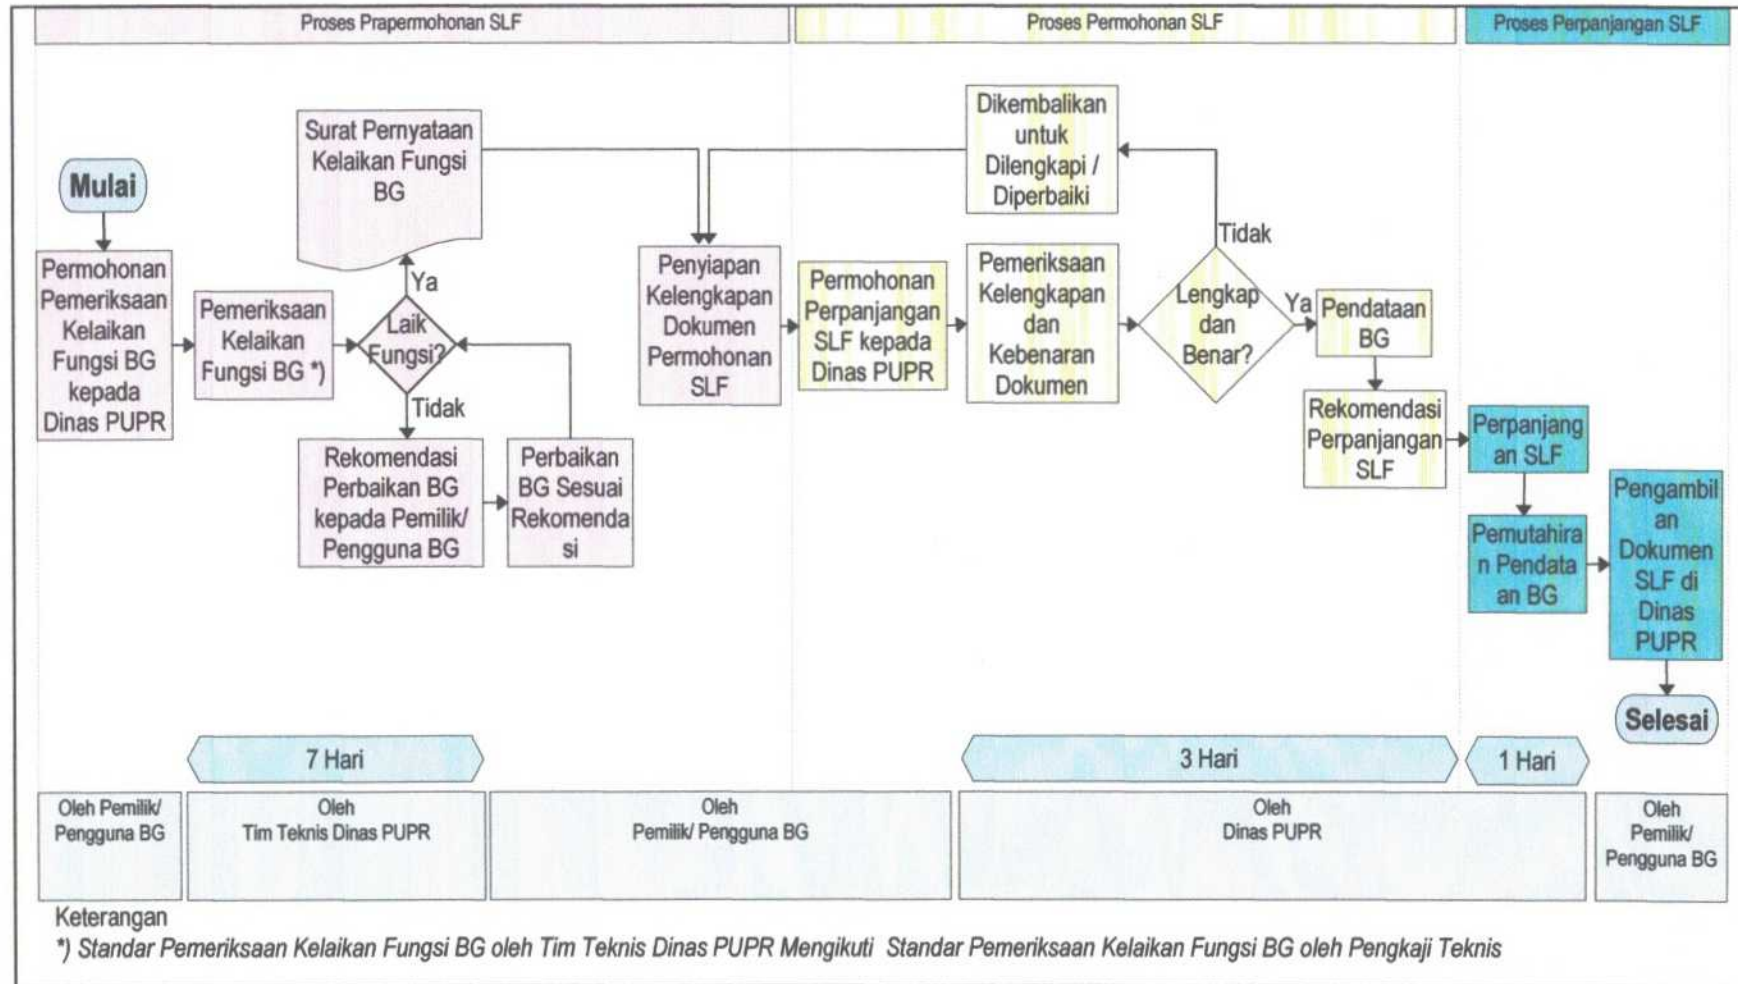 Proses Prapermohonan SLF
Proses Permohonan SLF
Proses Perpanjangan SLF
Mulai
Permohonan
Pemeriksaan
Kelaikan
Fungsi BG
kepada
Dinas PUPR
Pemeriksaan
Kelaikan
Fungsi BG *)
Laik
Fungsi?
Ya
Surat Pernyataan
Kelaikan Fungsi
BG
Tidak
Rekomendasi
Perbaikan BG
kepada Pemilik/
Pengguna BG
Perbaikan
BG Sesuai
Rekomenda
si
Penyiapan
Kelengkapan
Dokumen
Permohonan
SLF
Permohonan
Perpanjangan
SLF kepada
Dinas PUPR
Pemeriksaan
Kelengkapan
dan
Kebenaran
Dokumen
Lengkap
dan
Benar?
Tidak
Dikembalikan
untuk
Dilengkapi /
Diperbaiki
Ya
Pendataan
BG
Rekomendasi
Perpanjangan
SLF
Perpanjang
an SLF
Pemutahira
n Pendata
an BG
Pengambil
an
Dokumen
SLF di
Dinas
PUPR
Selesai
7 Hari
3 Hari
1 Hari
Oleh Pemilik/
Pengguna BG
Oleh
Tim Teknis Dinas PUPR
Oleh
Pemilik/ Pengguna BG
Oleh
Dinas PUPR
Oleh
Pemilik/
Pengguna BG
Keterangan
*) Standar Pemeriksaan Kelaikan Fungsi BG oleh Tim Teknis Dinas PUPR Mengikuti Standar Pemeriksaan Kelaikan Fungsi BG oleh Pengkaji Teknis